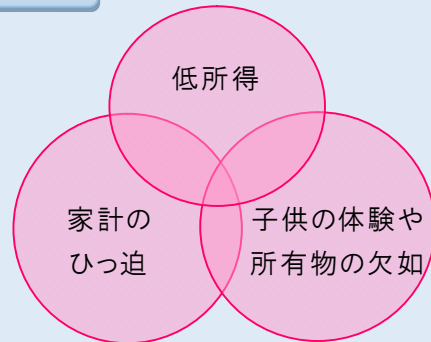 低所得
家計の
ひっ迫
子供の体験や
所有物の欠如